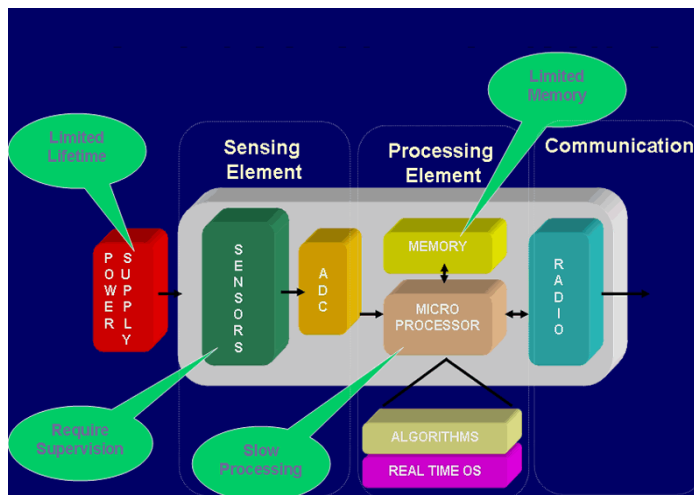 Limited
Memory
Limited
Lifetime
Sensing
Element
Processing
Element
Communication
POWER
SUPPLY
SENSORS
ADC
MEMORY
MICRO
PROCESSOR
RADIO
Require
Supervision
Slow
Processing
ALGORITHMS
REAL TIME OS